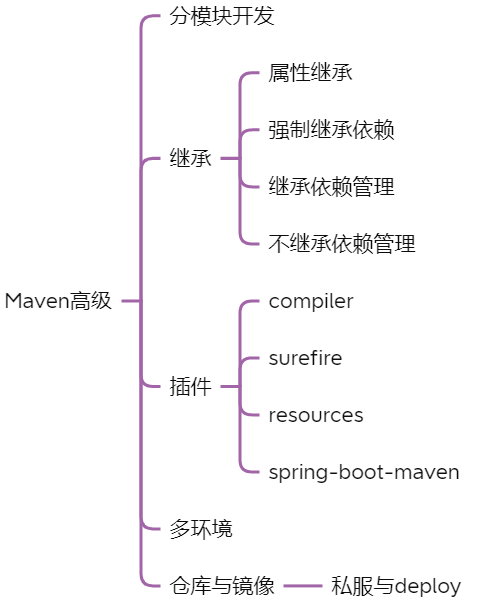 Maven高级
分模块开发
继承
属性继承
强制继承依赖
继承依赖管理
不继承依赖管理
插件
compiler
surefire
resources
spring-boot-maven
多环境
仓库与镜像
私服与deploy